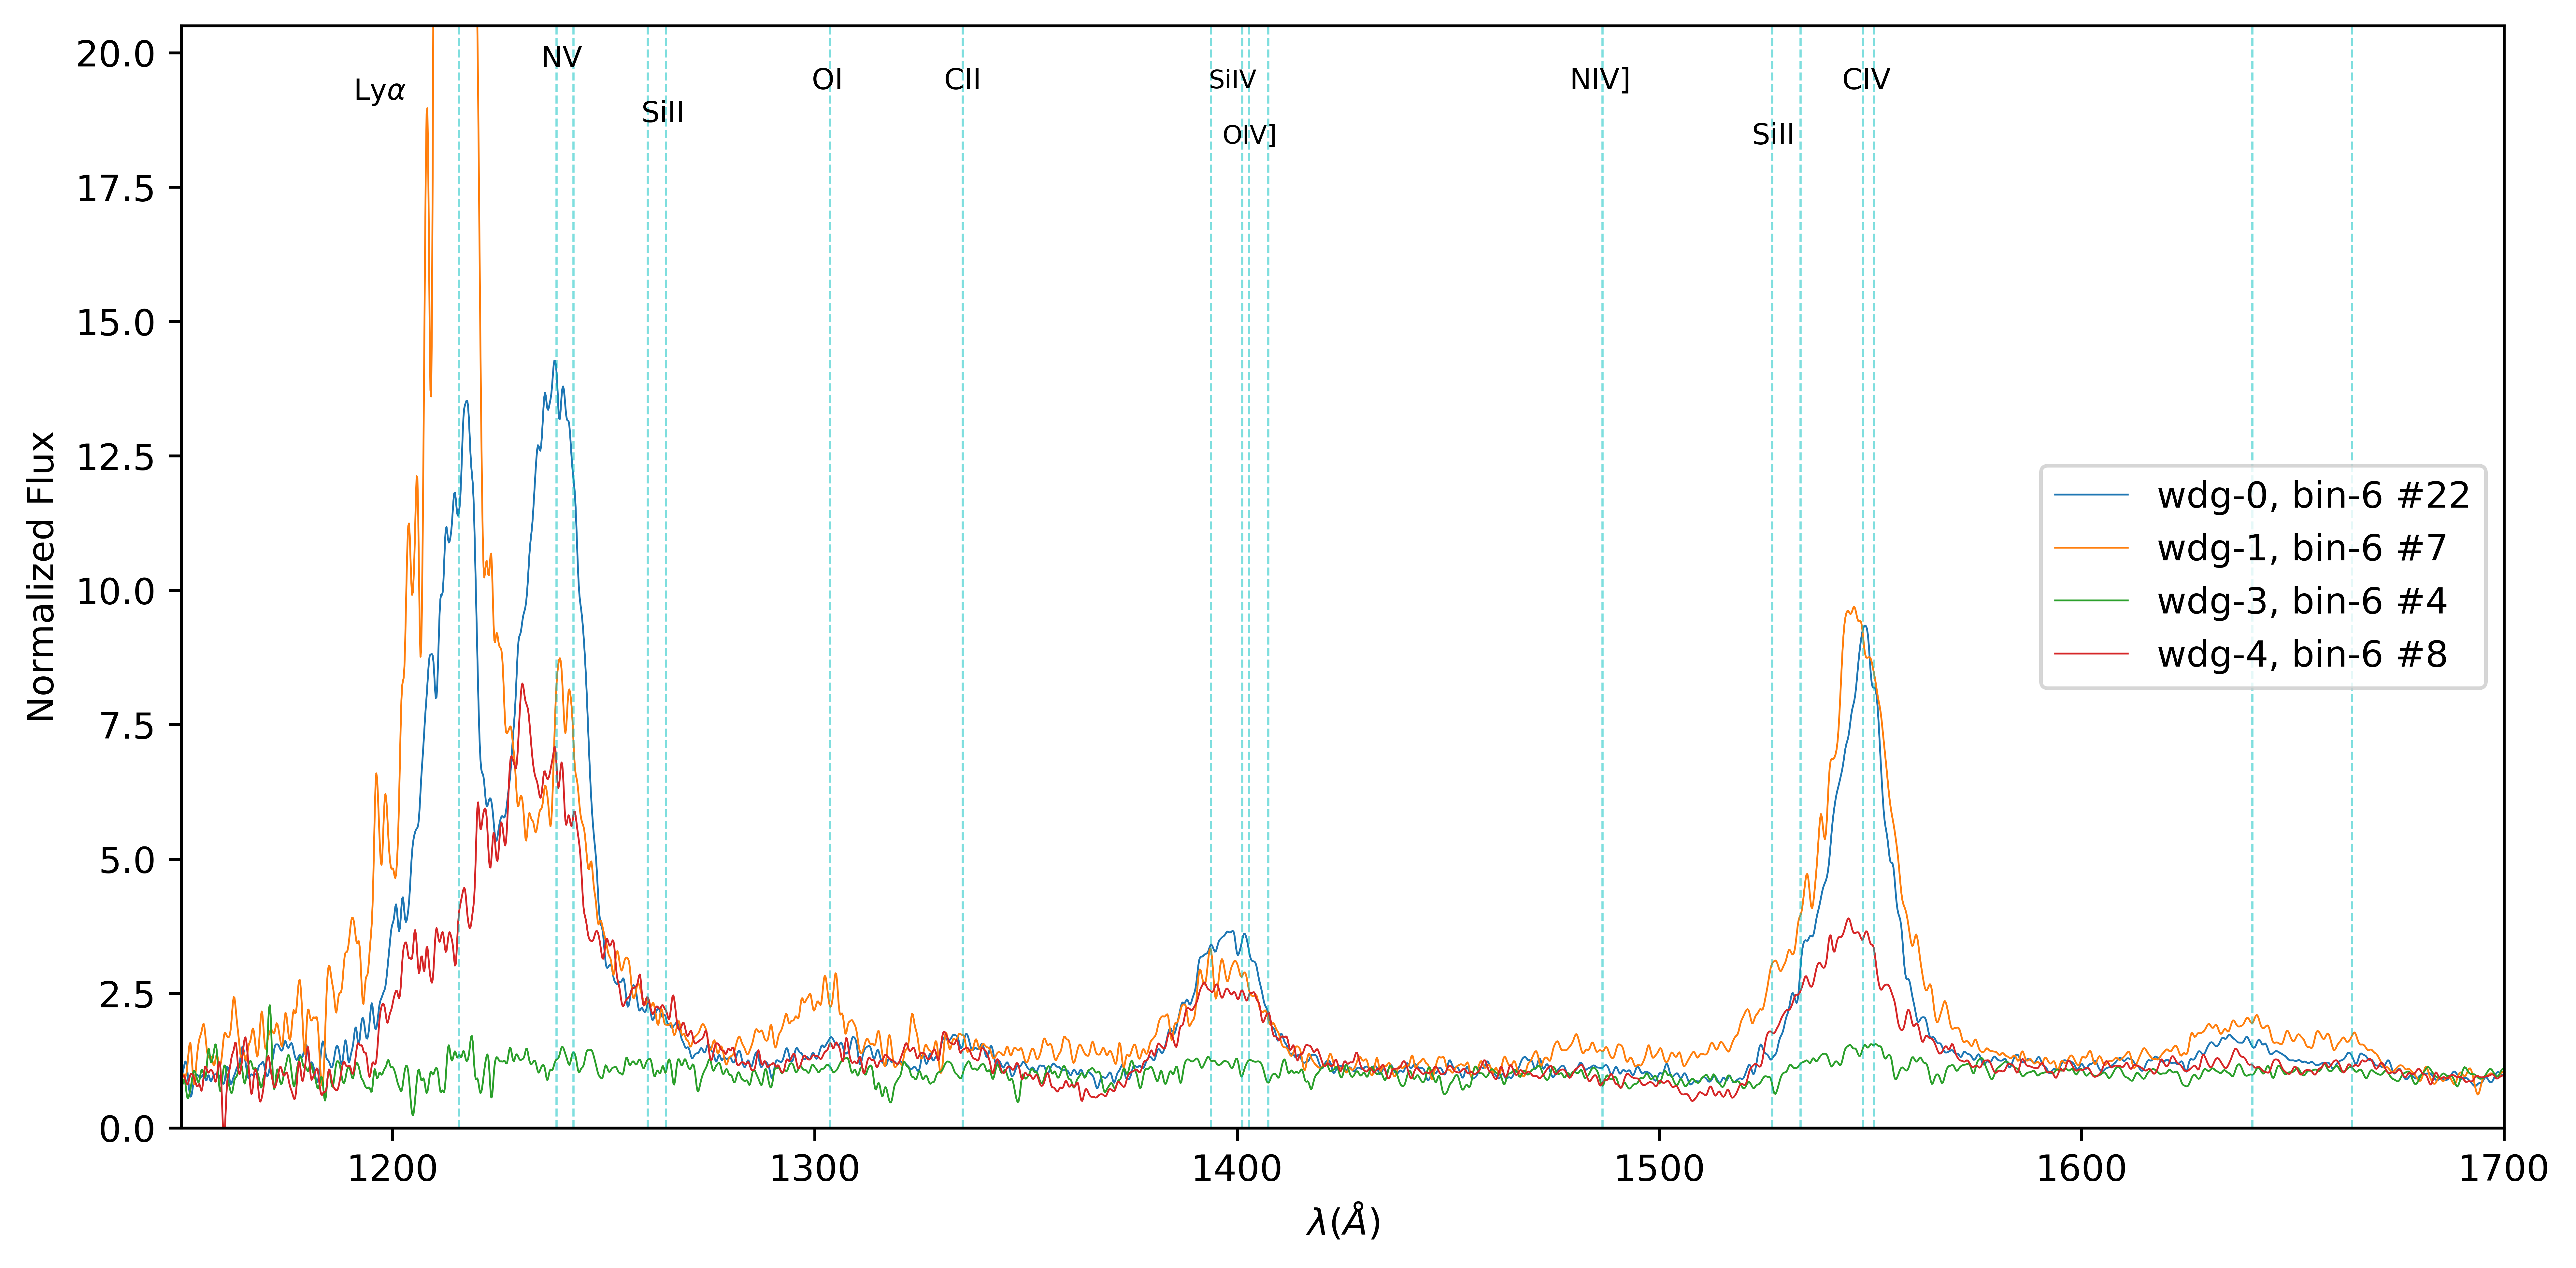 20.0
17.5
15.0
12.5
10.0
7.5
5.0
2.5
0.0
Normalized Flux
Lyα
NV
SiII
OI
CII
SiIV
OIV]
NIV]
SiII
CIV
wdg-0, bin-6 #22
wdg-1, bin-6 #7
wdg-3, bin-6 #4
wdg-4, bin-6 #8
1200
1300
1400
1500
1600
1700
λ(Å)